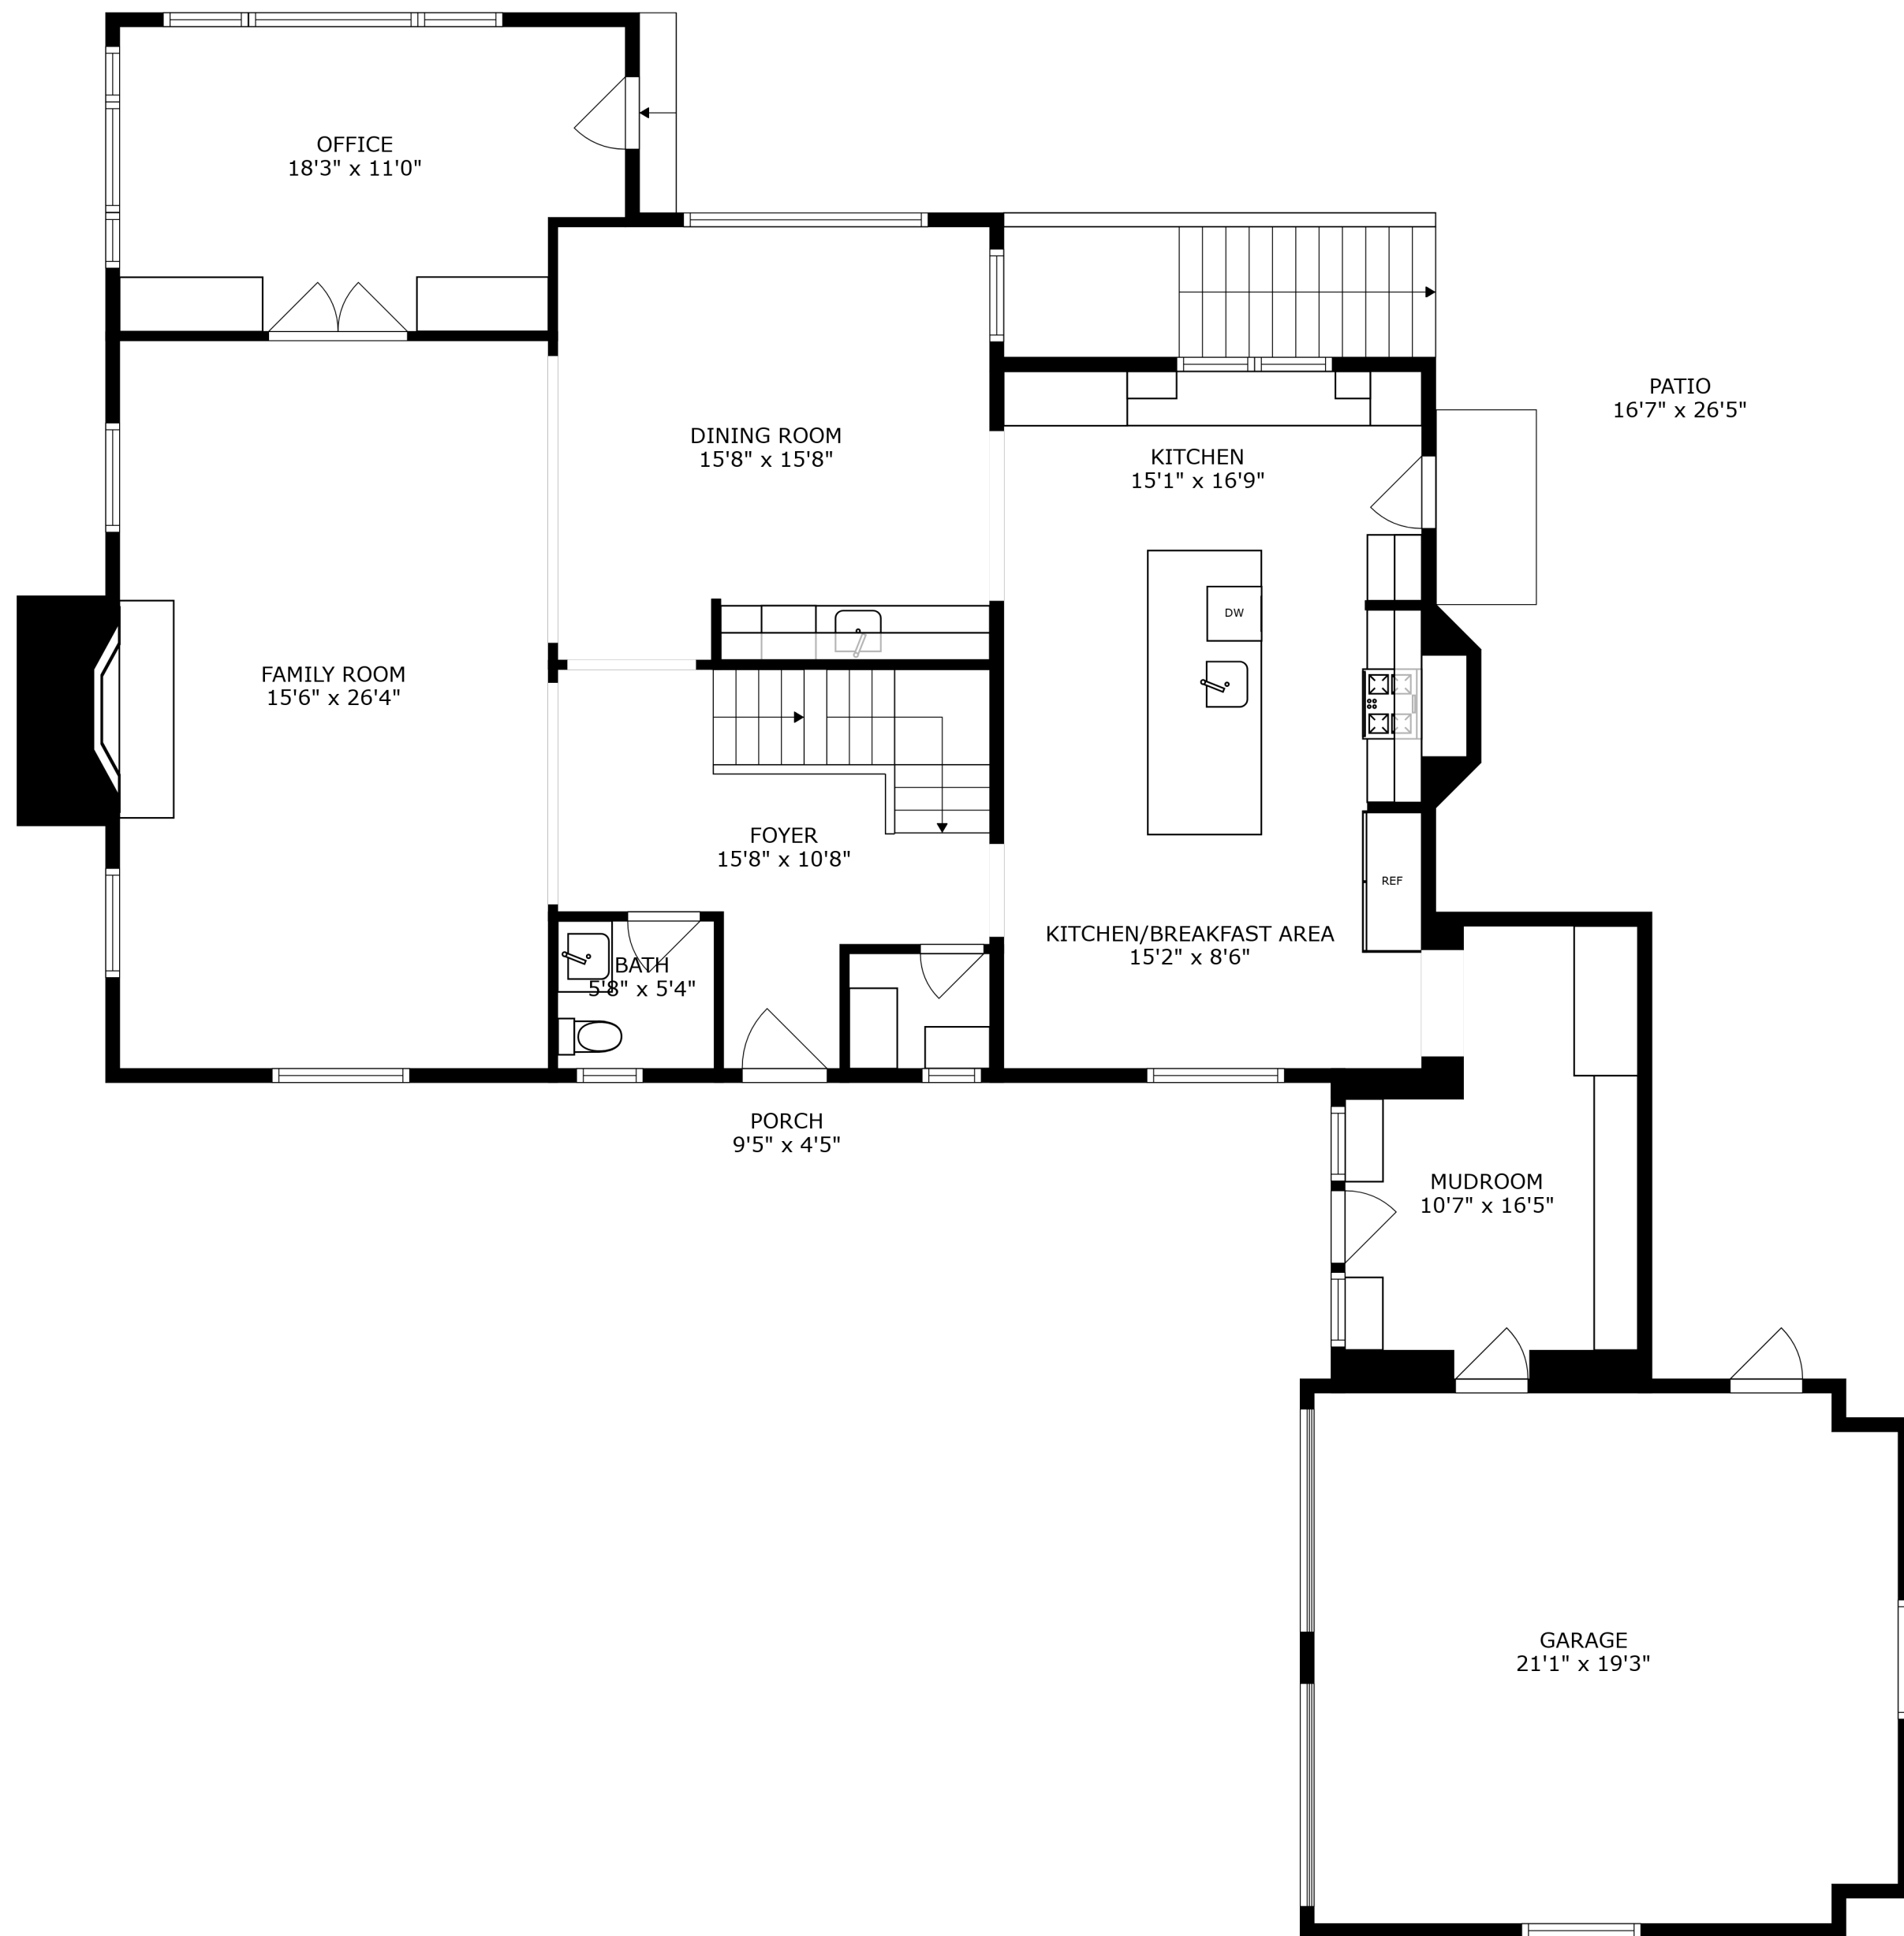 OFFICE
18'3" x 11'0"
PATIO
16'7" x 26'5"
DINING ROOM
15'8" x 15'8"
KITCHEN
15'1" x 16'9"
DW
FAMILY ROOM
15'6" x 26'4"
FOYER
15'8" x 10'8"
REF
KITCHEN/BREAKFAST AREA
15'2" x 8'6"
BATH
5'8" x 5'4"
PORCH
9'5" x 4'5"
MUDROOM
10'7" x 16'5"
GARAGE
21'1" x 19'3"